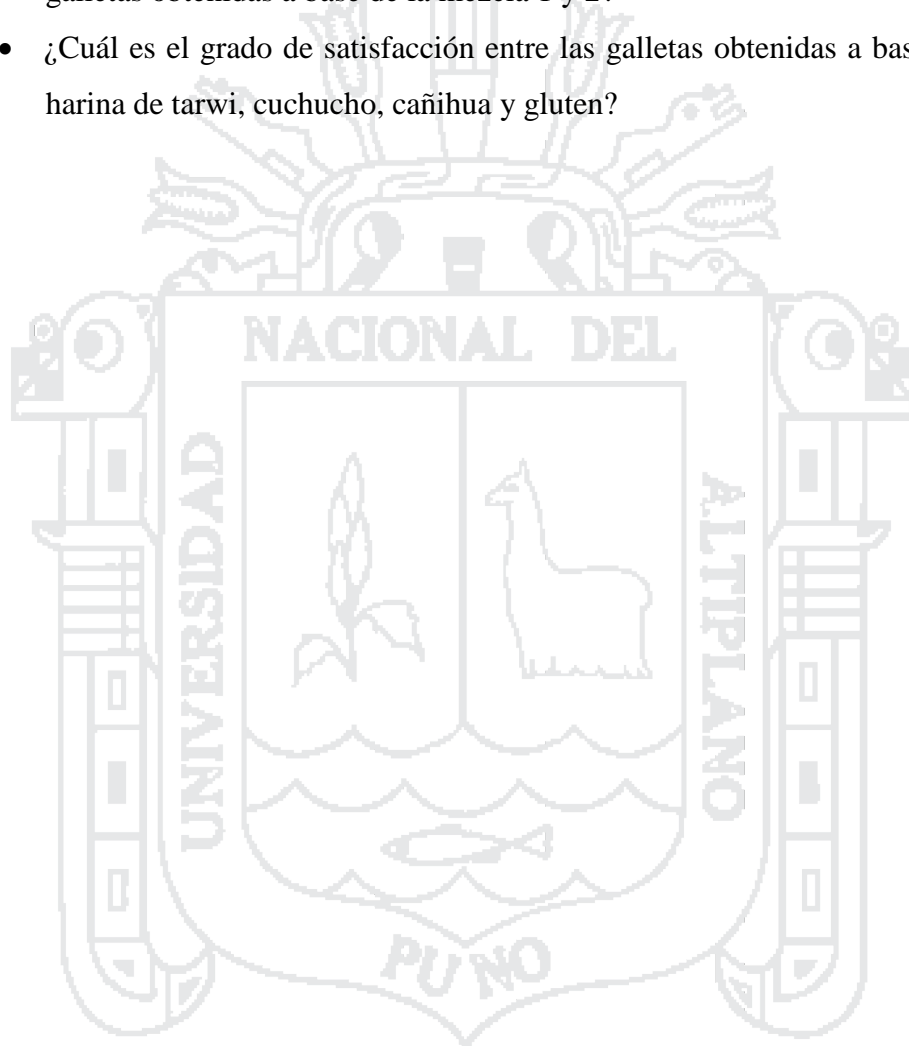 galletas obtenidas a base de la mezcla 1 y 2?
• ¿Cuál es el grado de satisfacción entre las galletas obtenidas a bas
harina de tarwi, cuchucho, cañihua y gluten?
NACIONAL DEL
UNIVERSIDAD
ALTIPLANO
PUNO